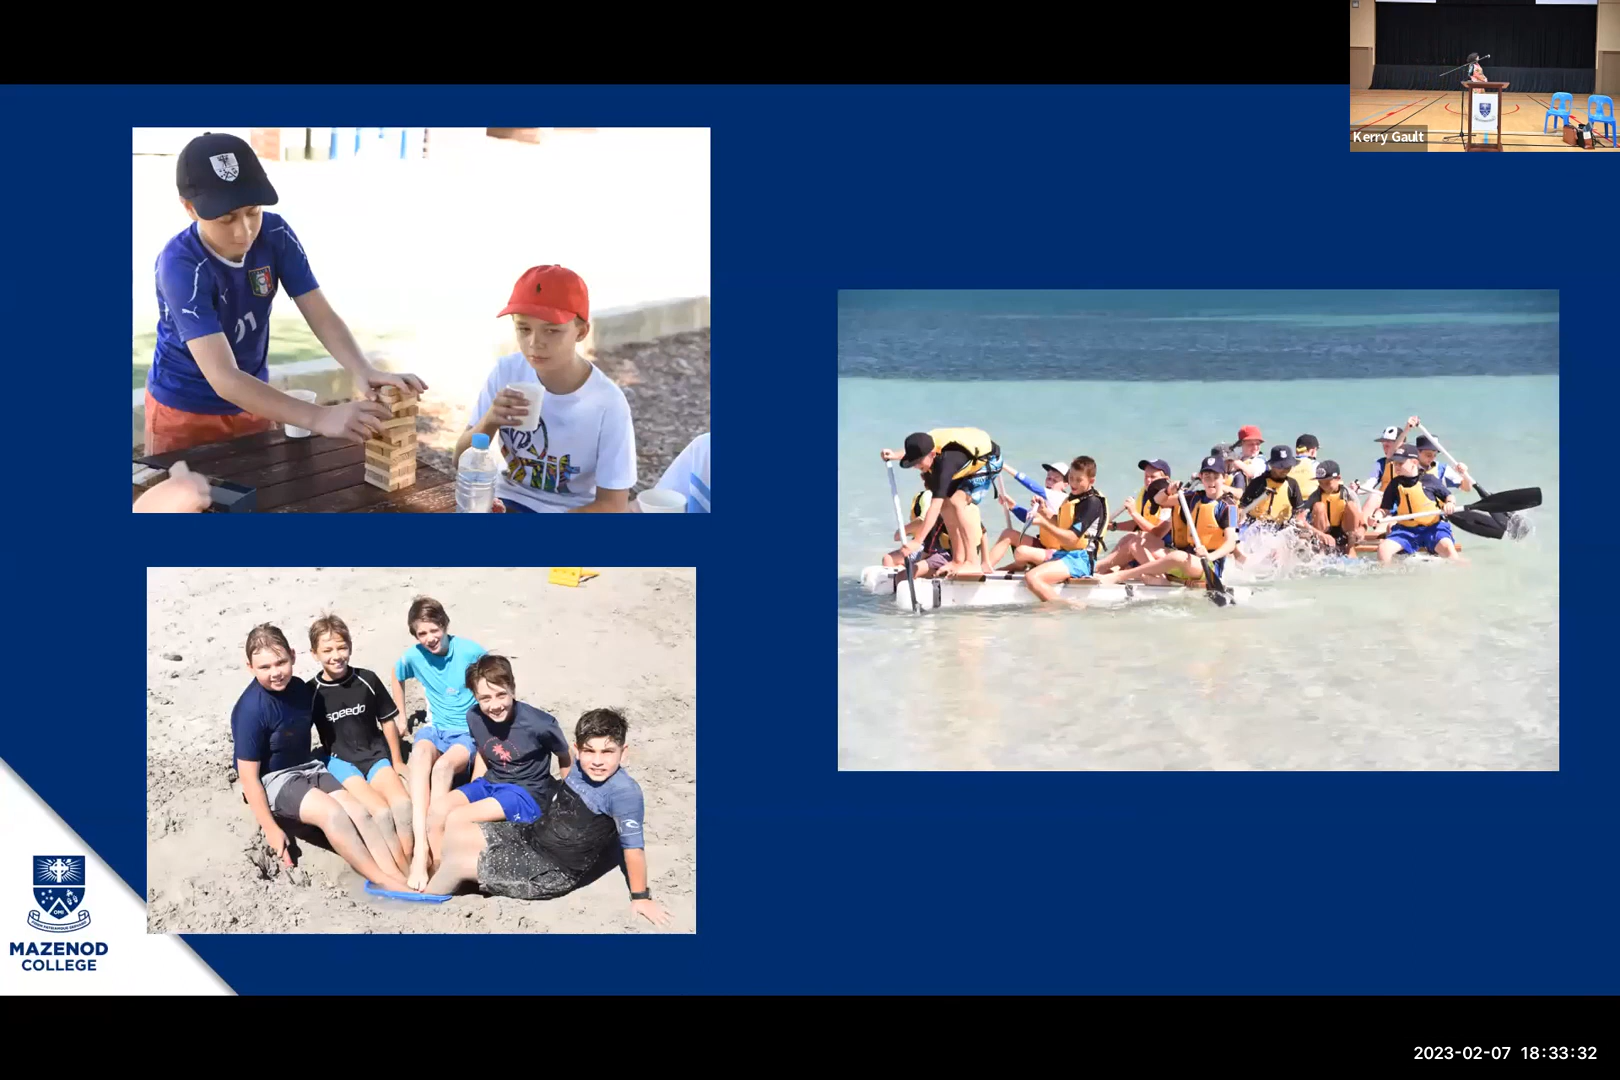 Kerry Gault
speedo
MAZENOD
COLLEGE
2023-02-07 18:33:32